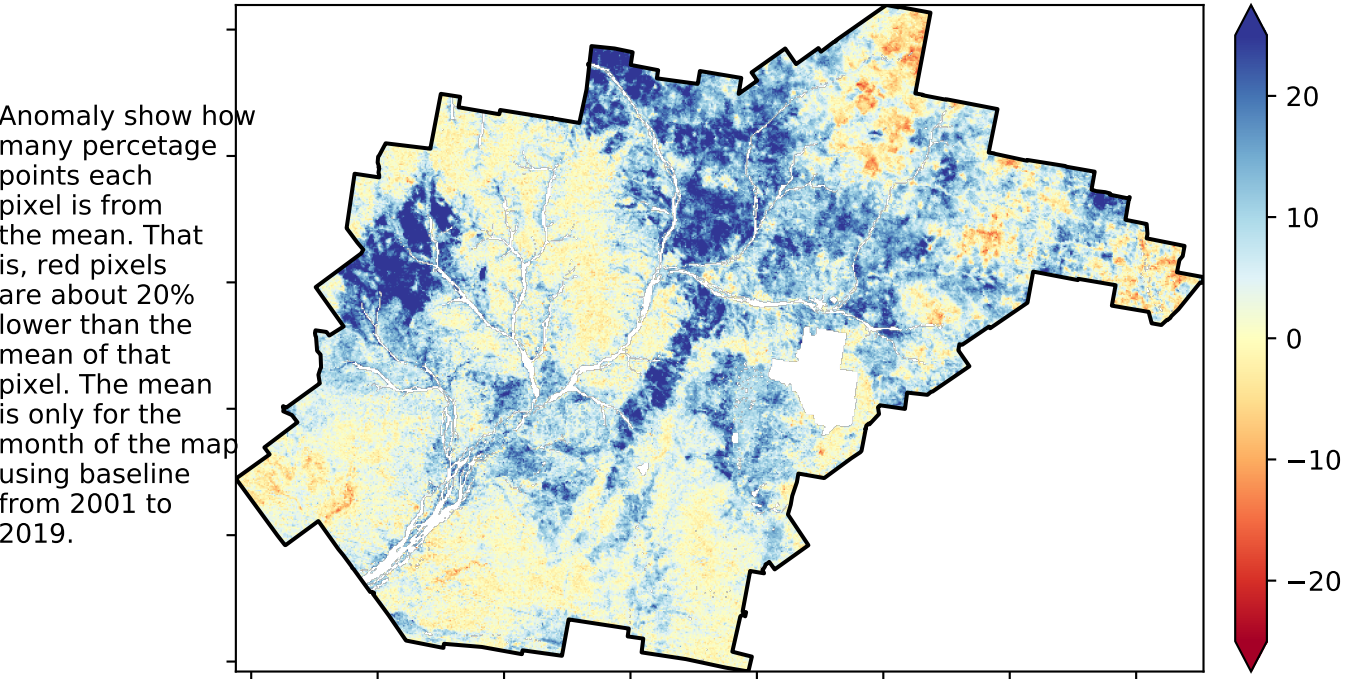 Anomaly show how
many percetage
points each
pixel is from
the mean. That
is, red pixels
are about 20%
lower than the
mean of that
pixel. The mean
is only for the
month of the map
using baseline
from 2001 to
2019.
20
10
0
−10
−20